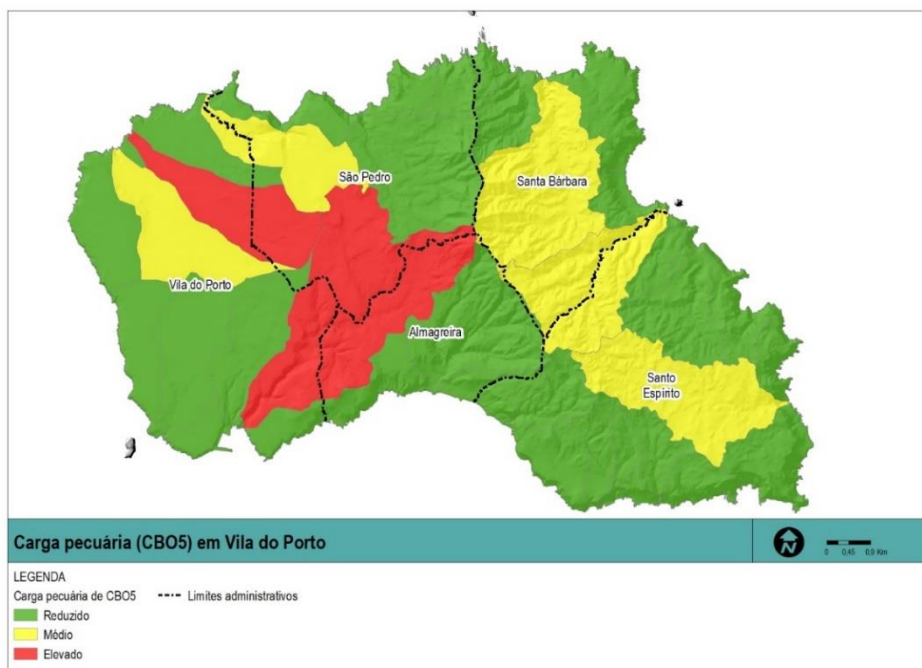 São Pedro
Santa Bárbara
Vila do Porto
Almagreira
Santo
Espírito
Carga pecuária (CBO5) em Vila do Porto
N
0 0,45 0,9 Km
LEGENDA
Carga pecuária de CBO5
Limites administrativos
Reduzido
Médio
Elevado